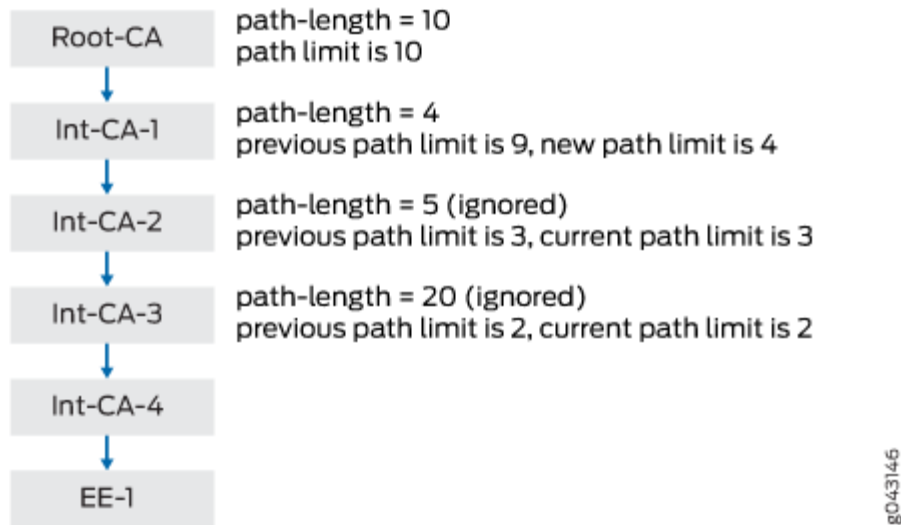 Root-CA
path-length = 10
path limit is 10
Int-CA-1
path-length = 4
previous path limit is 9, new path limit is 4
Int-CA-2
path-length = 5 (ignored)
previous path limit is 3, current path limit is 3
Int-CA-3
path-length = 20 (ignored)
previous path limit is 2, current path limit is 2
Int-CA-4
EE-1
g043146